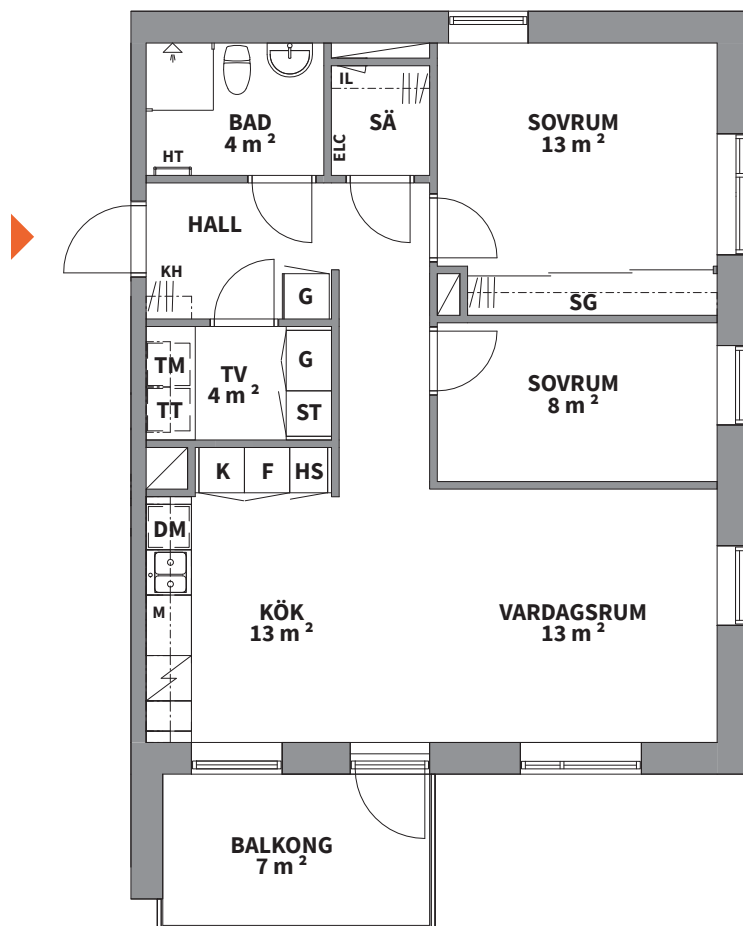 BAD
4 m ²
HT
IL
SÄ
ELC
SOVRUM
13 m ²
HALL
KH
G
SG
TM
TT
TV
4 m ²
G
ST
SOVRUM
8 m ²
K F HS
DM
M
KÖK
13 m ²
VARDAGSRUM
13 m ²
BALKONG
7 m ²